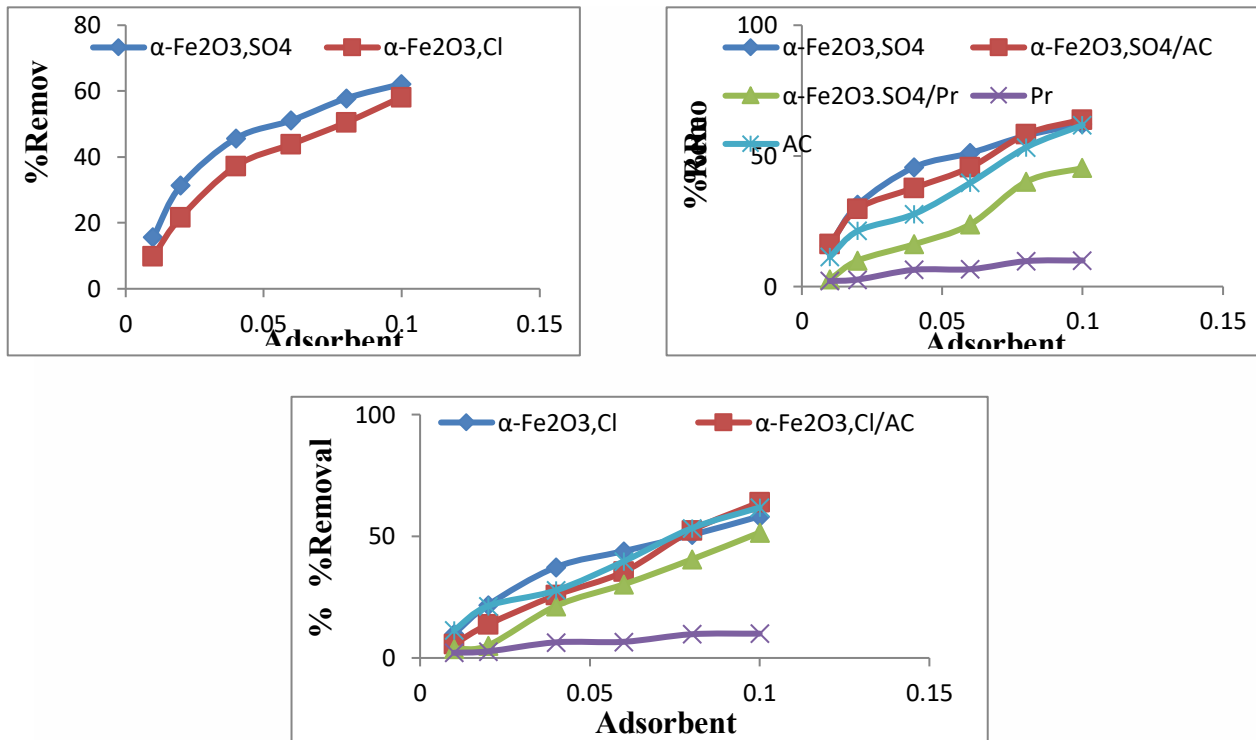 80
α-Fe2O3,SO4 α-Fe2O3,Cl
60
40
20
0
0 0.05 0.1 0.15
%Remov
Adsorbent
100
α-Fe2O3,SO4 α-Fe2O3,SO4/AC
α-Fe2O3.SO4/Pr Pr
AC
50
0
0 0.05 0.1 0.15
Adsorbent
100
α-Fe2O3,Cl α-Fe2O3,Cl/AC
50
0
0 0.05 0.1 0.15
% %Removal
Adsorbent